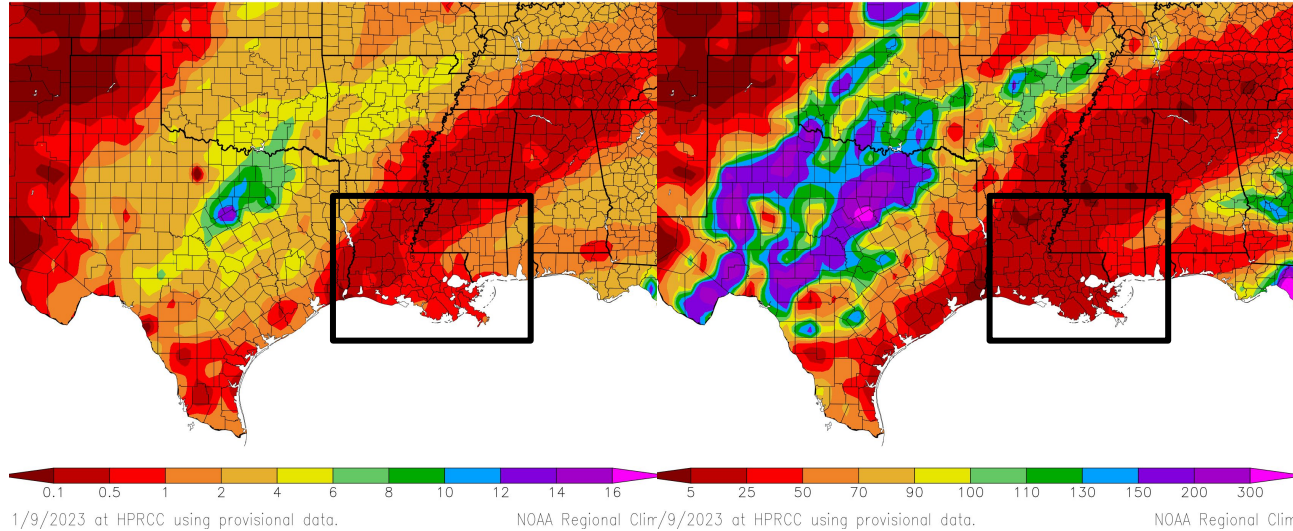 0.1 0.5 1 2 4 6 8 10 12 14 16
5 25 50 70 90 100 110 130 150 200 300
1/9/2023 at HPRCC using provisional data.
NOAA Regional Clim
/9/2023 at HPRCC using provisional data.
NOAA Regional Clim